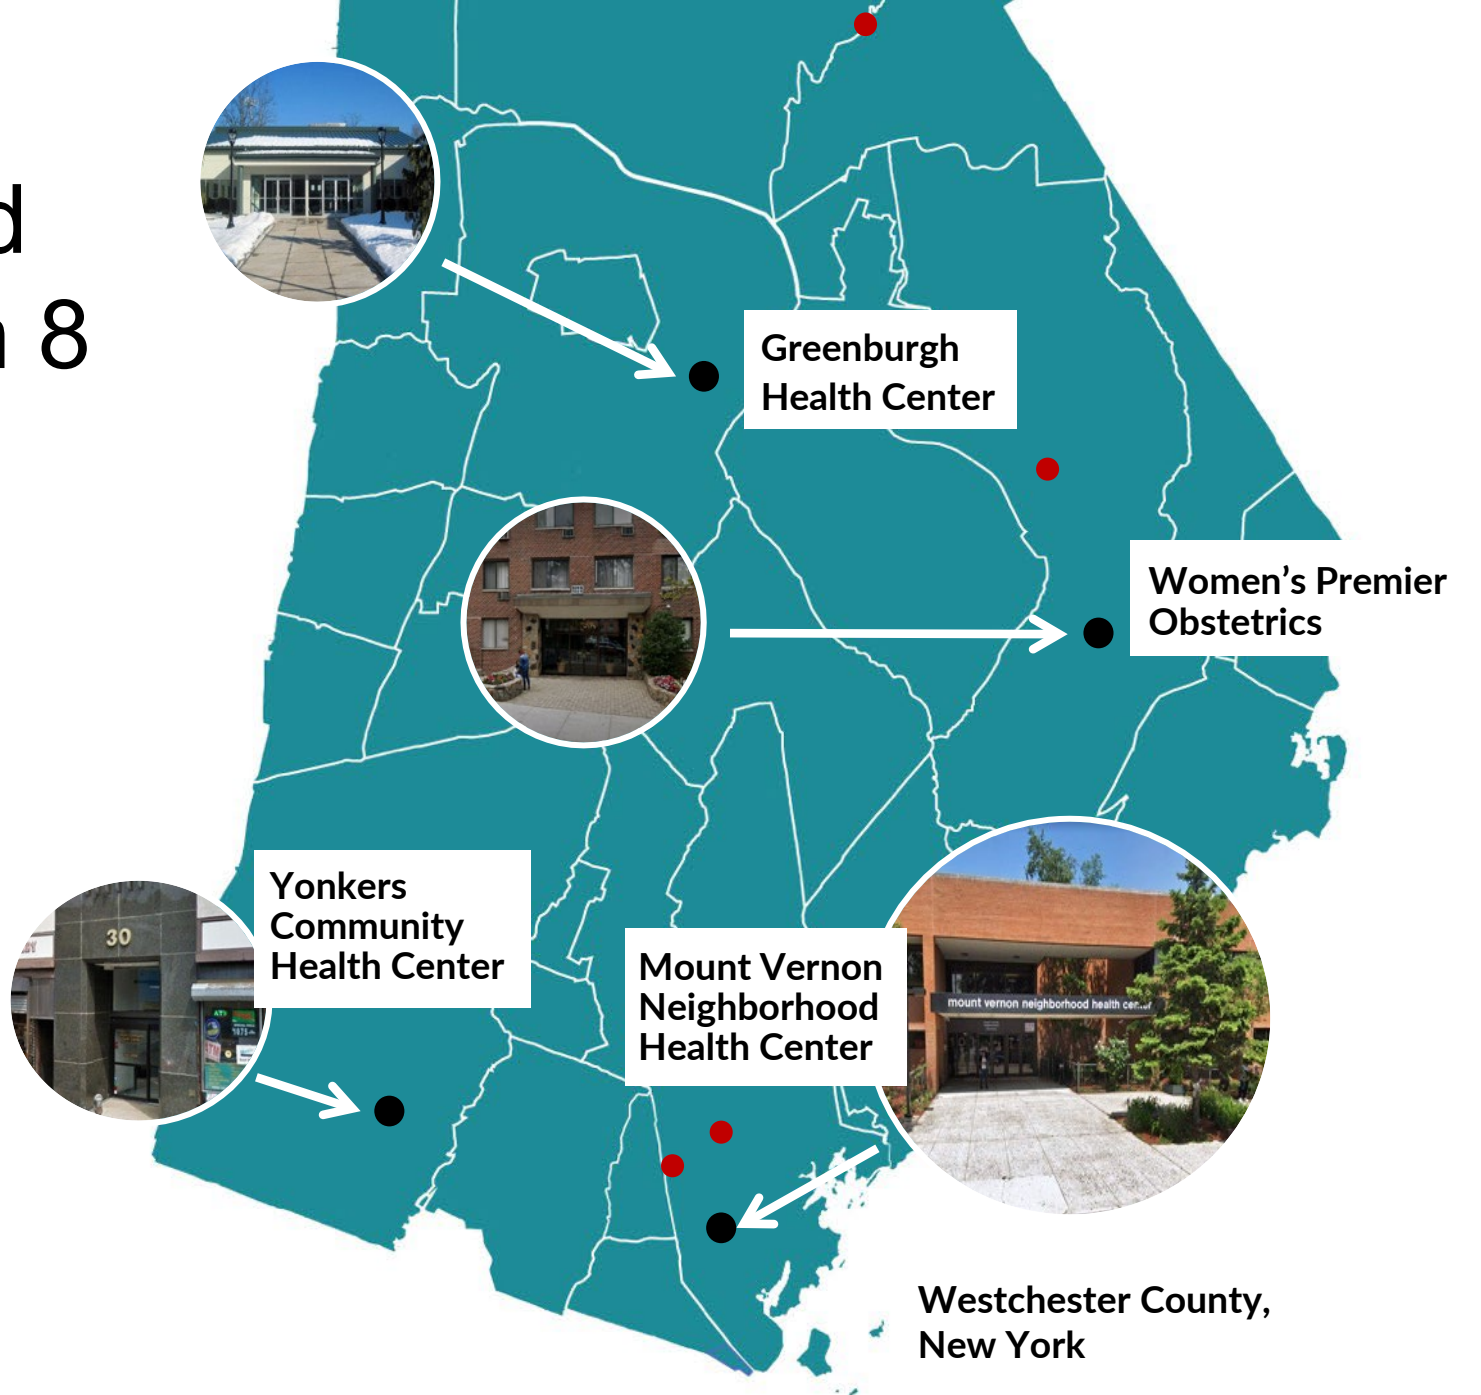 d
8
Greenburgh
Health Center
Women’s Premier
Obstetrics
Yonkers
Community
Health Center
30
Mount Vernon
Neighborhood
Health Center
mount vernon neighborhood health center
Westchester County,
New York